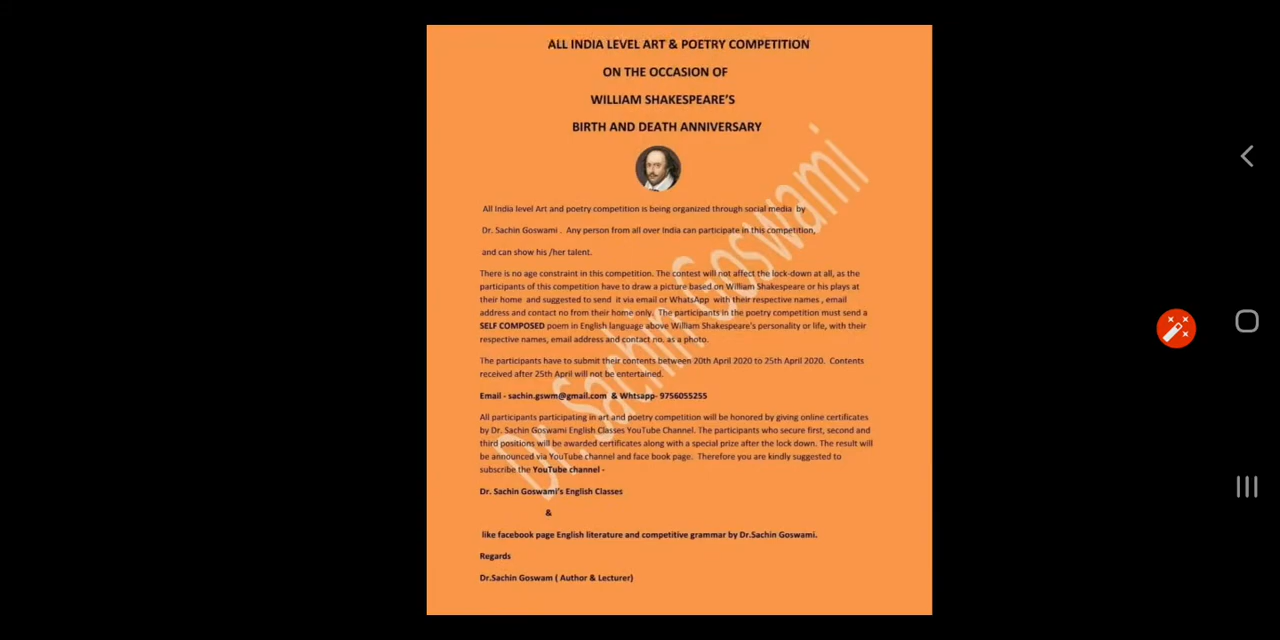 ALL INDIA LEVEL ART & POETRY COMPETITION
ON THE OCCASION OF
WILLIAM SHAKESPEARE'S
BIRTH AND DEATH ANNIVERSARY
All India level Art and poetry competition is being organized through social media by
Dr. Sachin Goswami . Any person from all over India can participate in this competition,
and can show his /her talent.
There is no age constraint in this competition. The contest will not affect the lock-down at all, as the
participants of this competition have to draw a picture based on William Shakespeare or his plays at
their home and suggested to send it via email or WhatsApp with their respective names , email
address and contact no from their home only. The participants in the poetry competition must send a
SELF COMPOSED poem in English language above William Shakespeare's personality or life, with their
respective names, email address and contact no. as a photo.
The participants have to submit their contents between 20th April 2020 to 25th April 2020. Contents
received after 25th April will not be entertained.
Email - sachin.gswm@gmail.com & Whtsapp- 9756055255
All participants participating in art and poetry competition will be honored by giving online certificates
by Dr. Sachin Goswami English Classes YouTube Channel. The participants who secure first, second and
third positions will be awarded certificates along with a special prize after the lock down. The result will
be announced via YouTube channel and face book page. Therefore you are kindly suggested to
subscribe the YouTube channel -
Dr. Sachin Goswami's English Classes
&
like facebook page English literature and competitive grammar by Dr.Sachin Goswami.
Regards
Dr.Sachin Goswam ( Author & Lecturer)
Dr. Sachin Goswami